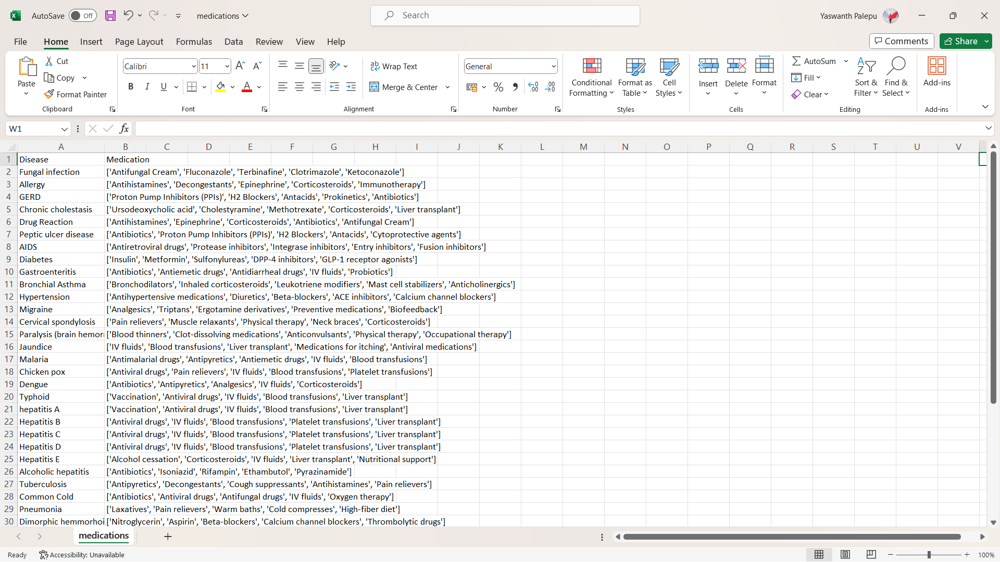 AutoSave Off medications Search Yaswanth Palepu
File Home Insert Page Layout Formulas Data Review View Help Comments Share
Paste Cut Copy Format Painter Clipboard
Calibri 11 B I U A Font
ab Wrap Text Merge & Center Alignment
General % Number
Conditional Formatting Format as Table Cell Styles Styles
Insert Delete Format Cells
AutoSum Fill Clear Sort & Filter Find & Select Editing
Add-ins Add-ins
W1 fx
A B C D E F G H I J K L M N O P Q R S T U V
1 Disease Medication
2 Fungal infection ['Antifungal Cream', 'Fluconazole', 'Terbinafine', 'Clotrimazole', 'Ketoconazole']
3 Allergy ['Antihistamines', 'Decongestants', 'Epinephrine', 'Corticosteroids', 'Immunotherapy']
4 GERD ['Proton Pump Inhibitors (PPIs)', 'H2 Blockers', 'Antacids', 'Prokinetics', 'Antibiotics']
5 Chronic cholestasis ['Ursodeoxycholic acid', 'Cholestyramine', 'Methotrexate', 'Corticosteroids', 'Liver transplant']
6 Drug Reaction ['Antihistamines', 'Epinephrine', 'Corticosteroids', 'Antibiotics', 'Antifungal Cream']
7 Peptic ulcer disease ['Antibiotics', 'Proton Pump Inhibitors (PPIs)', 'H2 Blockers', 'Antacids', 'Cytoprotective agents']
8 AIDS ['Antiretroviral drugs', 'Protease inhibitors', 'Integrase inhibitors', 'Entry inhibitors', 'Fusion inhibitors']
9 Diabetes ['Insulin', 'Metformin', 'Sulfonylureas', 'DPP-4 inhibitors', 'GLP-1 receptor agonists']
10 Gastroenteritis ['Antibiotics', 'Antiemetic drugs', 'Antidiarrheal drugs', 'IV fluids', 'Probiotics']
11 Bronchial Asthma ['Bronchodilators', 'Inhaled corticosteroids', 'Leukotriene modifiers', 'Mast cell stabilizers', 'Anticholinergics']
12 Hypertension ['Antihypertensive medications', 'Diuretics', 'Beta-blockers', 'ACE inhibitors', 'Calcium channel blockers']
13 Migraine ['Analgesics', 'Triptans', 'Ergotamine derivatives', 'Preventive medications', 'Biofeedback']
14 Cervical spondylosis ['Pain relievers', 'Muscle relaxants', 'Physical therapy', 'Neck braces', 'Corticosteroids']
15 Paralysis (brain hemor ['Blood thinners', 'Clot-dissolving medications', 'Anticonvulsants', 'Physical therapy', 'Occupational therapy']
16 Jaundice ['IV fluids', 'Blood transfusions', 'Liver transplant', 'Medications for itching', 'Antiviral medications']
17 Malaria ['Antimalarial drugs', 'Antipyretics', 'Antiemetic drugs', 'IV fluids', 'Blood transfusions']
18 Chicken pox ['Antiviral drugs', 'Pain relievers', 'IV fluids', 'Blood transfusions', 'Platelet transfusions']
19 Dengue ['Antibiotics', 'Antipyretics', 'Analgesics', 'IV fluids', 'Corticosteroids']
20 Typhoid ['Vaccination', 'Antiviral drugs', 'IV fluids', 'Blood transfusions', 'Liver transplant']
21 hepatitis A ['Vaccination', 'Antiviral drugs', 'IV fluids', 'Blood transfusions', 'Liver transplant']
22 Hepatitis B ['Antiviral drugs', 'IV fluids', 'Blood transfusions', 'Platelet transfusions', 'Liver transplant']
23 Hepatitis C ['Antiviral drugs', 'IV fluids', 'Blood transfusions', 'Platelet transfusions', 'Liver transplant']
24 Hepatitis D ['Antiviral drugs', 'IV fluids', 'Blood transfusions', 'Platelet transfusions', 'Liver transplant']
25 Hepatitis E ['Alcohol cessation', 'Corticosteroids', 'IV fluids', 'Liver transplant', 'Nutritional support']
26 Alcoholic hepatitis ['Antibiotics', 'Isoniazid', 'Rifampin', 'Ethambutol', 'Pyrazinamide']
27 Tuberculosis ['Antipyretics', 'Decongestants', 'Cough suppressants', 'Antihistamines', 'Pain relievers']
28 Common Cold ['Antibiotics', 'Antiviral drugs', 'Antifungal drugs', 'IV fluids', 'Oxygen therapy']
29 Pneumonia ['Laxatives', 'Pain relievers', 'Warm baths', 'Cold compresses', 'High-fiber diet']
30 Dimorphic hemmorhoi ['Nitroglycerin', 'Aspirin', 'Beta-blockers', 'Calcium channel blockers', 'Thrombolytic drugs']
medications
Ready Accessibility: Unavailable 100%